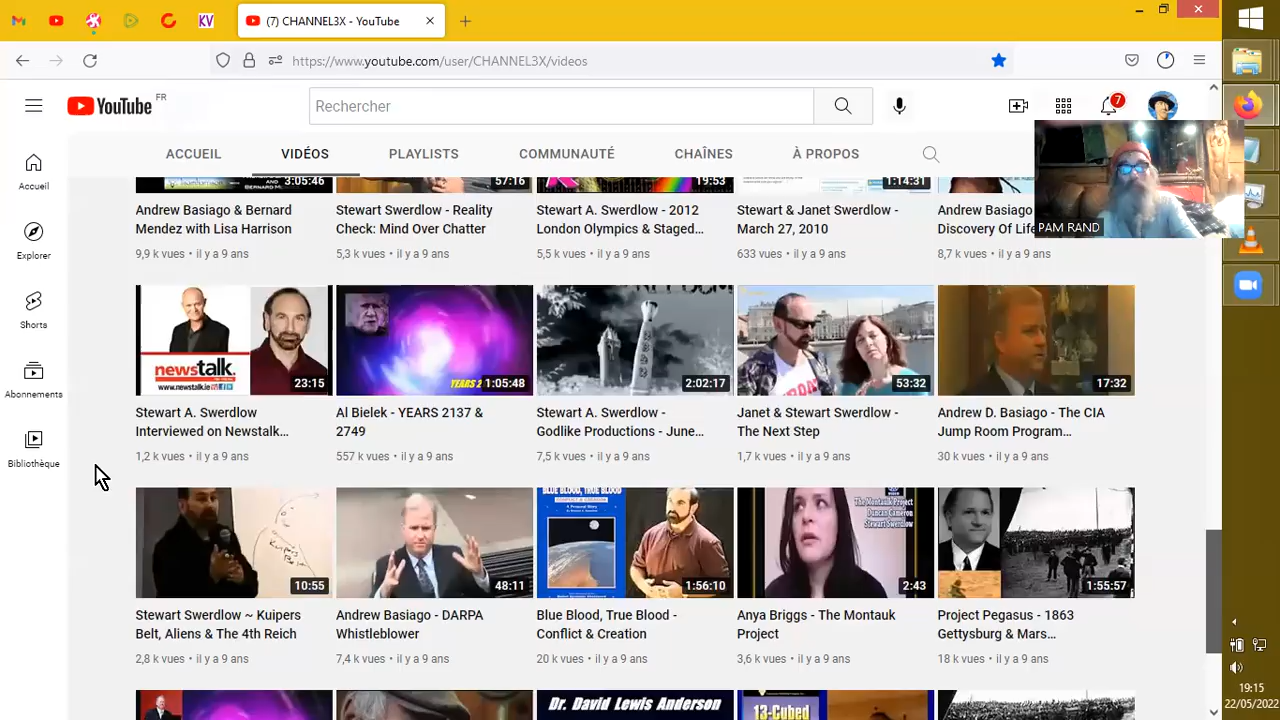 (7) CHANNEL3X - YouTube
KV
https://www.youtube.com/user/CHANNEL3X/videos
YouTube FR
Rechercher
7
ACCUEIL VIDÉOS PLAYLISTS COMMUNAUTÉ CHAÎNES À PROPOS
PAM RAND
Accueil
Explorer
Shorts
Abonnements
Bibliothèque
AND BERNARD M. 3:05:46
57:16
19:53
1:14:31
Andrew Basiago & Bernard
Mendez with Lisa Harrison
9,9 k vues • il y a 9 ans
Stewart Swerdlow - Reality
Check: Mind Over Chatter
5,3 k vues • il y a 9 ans
Stewart A. Swerdlow - 2012
London Olympics & Staged...
5,5 k vues • il y a 9 ans
Stewart & Janet Swerdlow -
March 27, 2010
633 vues • il y a 9 ans
Andrew Basiago
Discovery Of Life
8,7 k vues • il y a 9 ans
newstalk.
www.newstalk.ie
23:15
YEARS 2
1:05:48
2:02:17
53:32
17:32
Stewart A. Swerdlow
Interviewed on Newstalk...
1,2 k vues • il y a 9 ans
Al Bielek - YEARS 2137 &
2749
557 k vues • il y a 9 ans
Stewart A. Swerdlow -
Godlike Productions - June...
7,5 k vues • il y a 9 ans
Janet & Stewart Swerdlow -
The Next Step
1,7 k vues • il y a 9 ans
Andrew D. Basiago - The CIA
Jump Room Program...
30 k vues • il y a 9 ans
10:55
48:11
BLUE BLOOD, TRUE BLOOD
1:56:10
The Montauk Project
Duncan Cameron
Stewart Swerdlow
2:43
1:55:57
Stewart Swerdlow ~ Kuipers
Belt, Aliens & The 4th Reich
2,8 k vues • il y a 9 ans
Andrew Basiago - DARPA
Whistleblower
7,4 k vues • il y a 9 ans
Blue Blood, True Blood -
Conflict & Creation
20 k vues • il y a 9 ans
Anya Briggs - The Montauk
Project
3,6 k vues • il y a 9 ans
Project Pegasus - 1863
Gettysburg & Mars...
18 k vues • il y a 9 ans
Dr. David Lewis Anderson
13-Cubed
19:15
22/05/2022